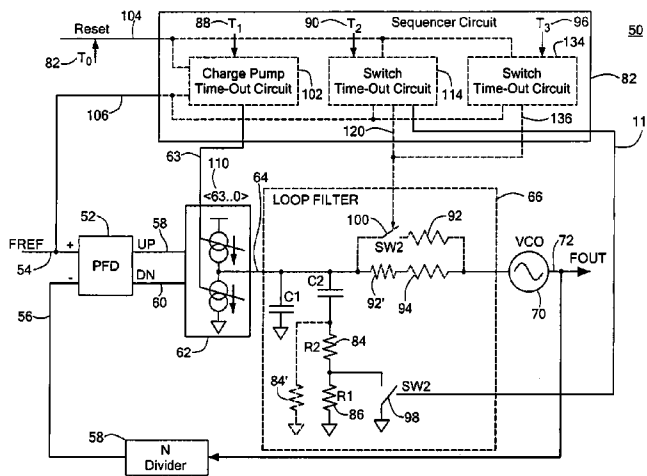 88 T1 90 T2 Sequencer Circuit T3 96 50
Reset 104 134
82 T0
Charge Pump Time-Out Circuit 102
Switch Time-Out Circuit 114
Switch Time-Out Circuit
82
106 120 136 11
63
110
<63..0>
64
66
LOOP FILTER
100 92
SW2
52
58
FREF + PFD UP
54 - DN
60
62
C1 C2
92' 94
VCO 72 FOUT
70
56
R2 84
84'
R1 86
SW2
98
58
N Divider